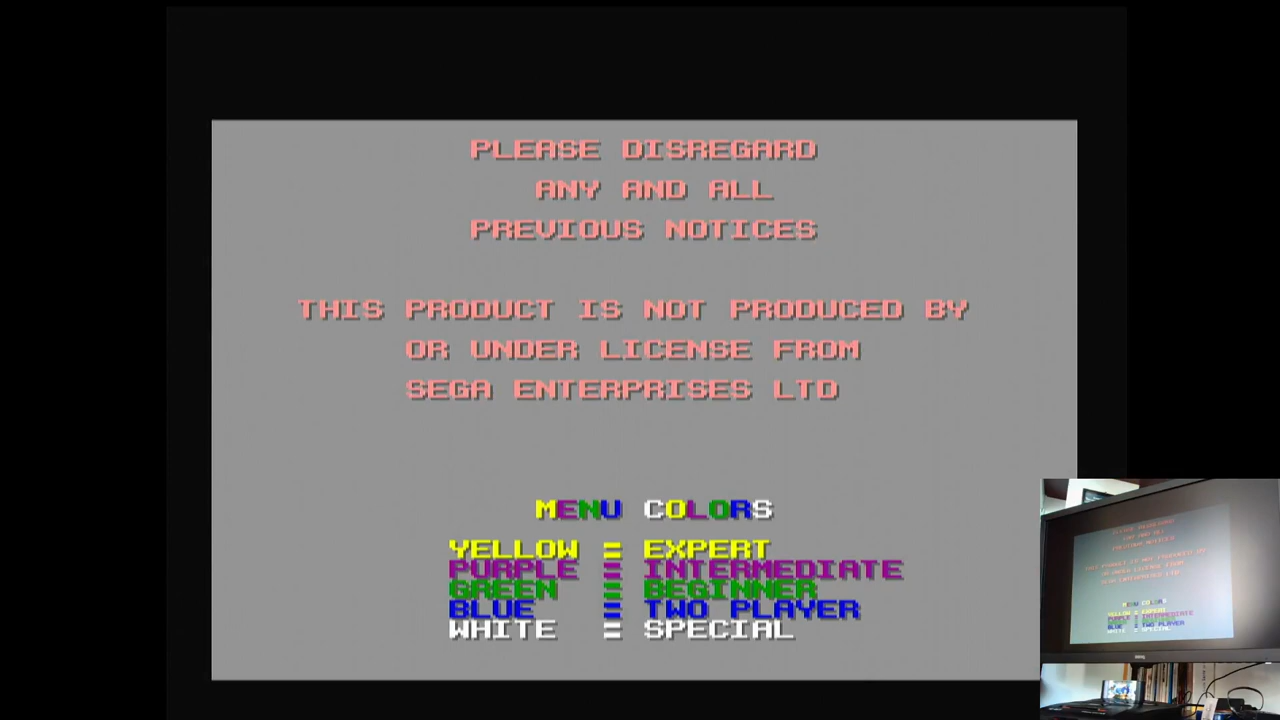 PLEASE DISREGARD
ANY AND ALL
PREVIOUS NOTICES
THIS PRODUCT IS NOT PRODUCED BY
OR UNDER LICENSE FROM
SEGA ENTERPRISES LTD
MENU COLORS
YELLOW = EXPERT
PURPLE = INTERMEDIATE
GREEN = BEGINNER
BLUE = TWO PLAYER
WHITE = SPECIAL